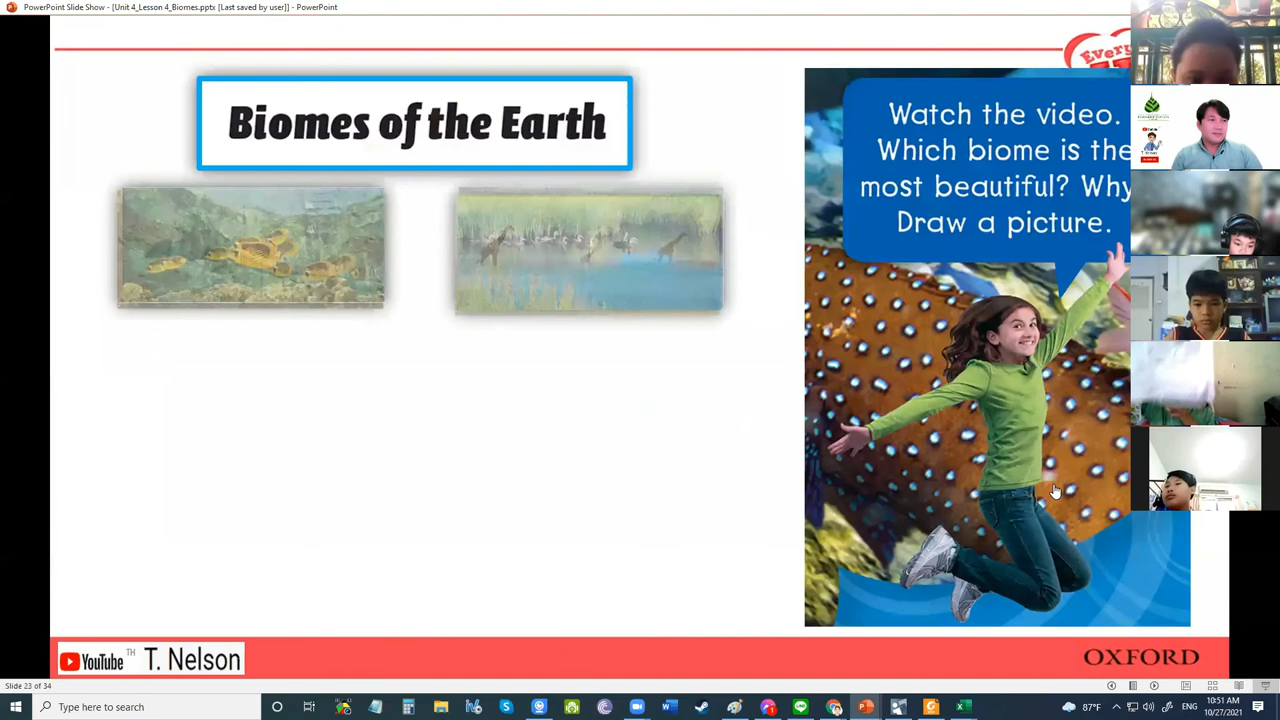 PowerPoint Slide Show - [Unit 4_Lesson 4_Biomes.pptx [Last saved by user]] - PowerPoint
Every
Biomes of the Earth
Watch the video.
Which biome is the
most beautiful? Why
Draw a picture.
YouTube TH T. Nelson
OXFORD
Slide 23 of 34
Type here to search
87°F
ENG
10:51 AM
10/27/2021